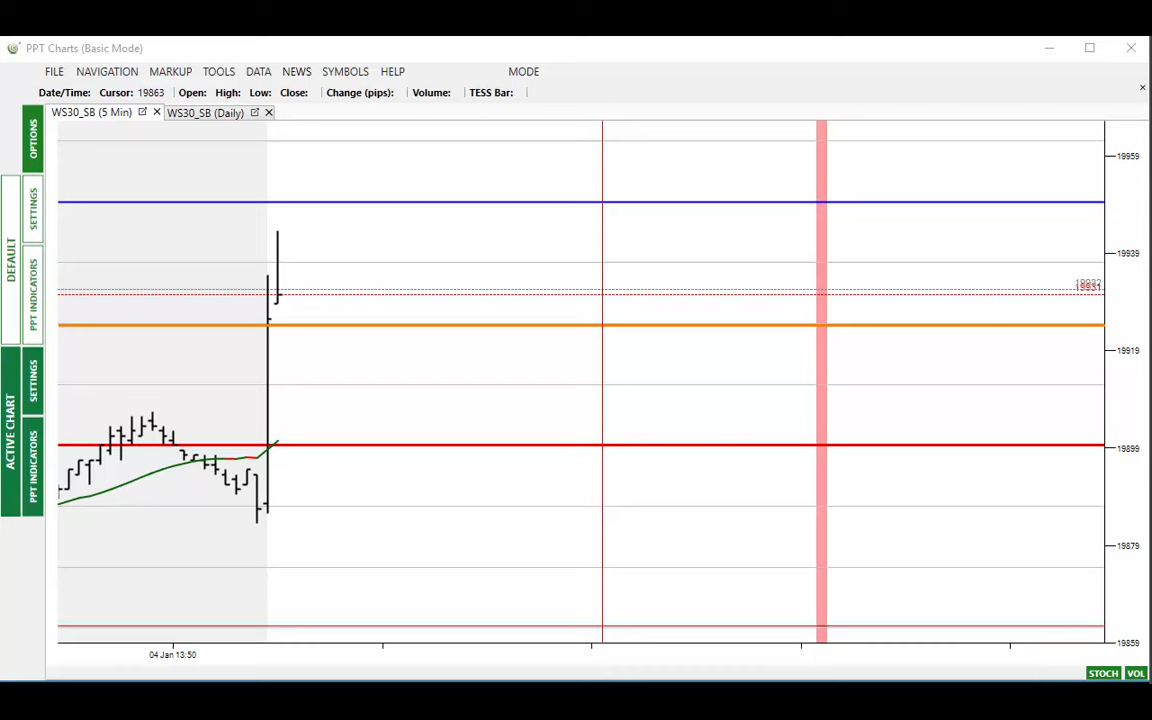 PPT Charts (Basic Mode)
FILE NAVIGATION MARKUP TOOLS DATA NEWS SYMBOLS HELP MODE
Date/Time: Cursor: 19863 Open: High: Low: Close: Change (pips): Volume: TESS Bar:
WS30_SB (5 Min) WS30_SB (Daily)
OPTIONS
SETTINGS
DEFAULT
PPT INDICATORS
SETTINGS
ACTIVE CHART
PPT INDICATORS
19959
19939
19932
19931
19919
19899
19879
19859
04 Jan 13:50
STOCH VOL